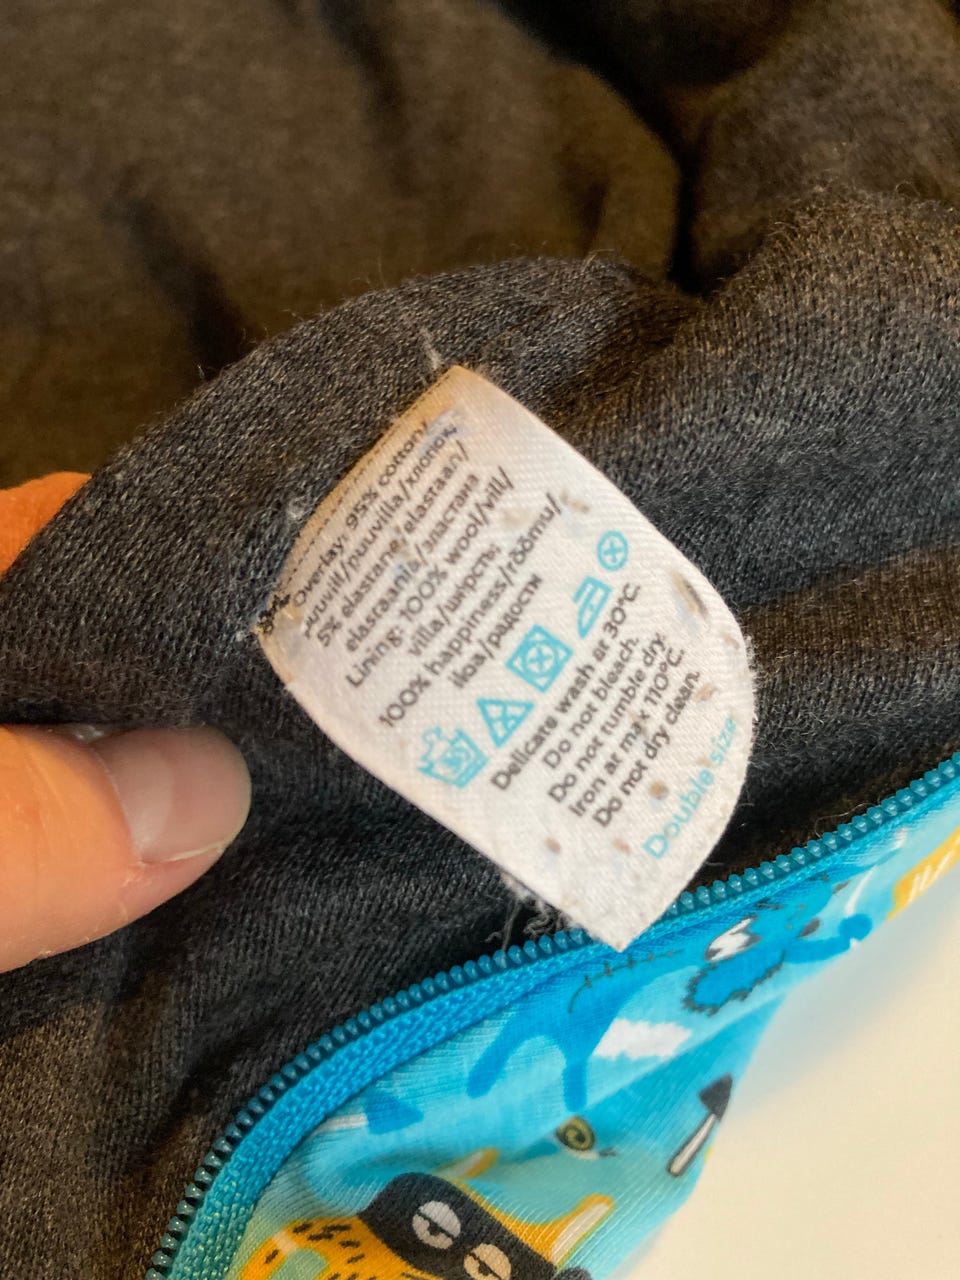 Overlay: 95% cotton/
puuvill/puuvilla/хлопок
5% elastane/elastaan/
elastaania/эластана
Lining: 100% wool/vill/
villa/шерсть;
100% happiness/rõõmu/
iloa/радости
30
Delicate wash at 30°C.
Do not bleach.
Do not tumble dry.
Iron at max 110°C.
Do not dry clean.
Double size